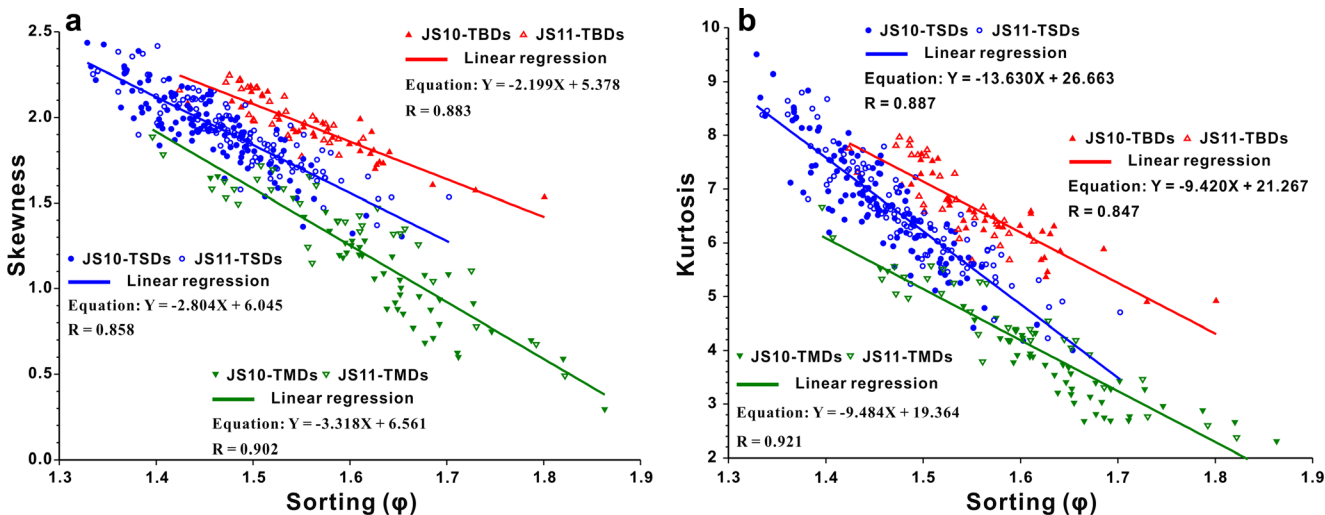 a
Skewness
2.5
2.0
1.5
1.0
0.5
0.0
1.3 1.4 1.5 1.6 1.7 1.8 1.9
Sorting (φ)
JS10-TBDs JS11-TBDs
Linear regression
Equation: Y = -2.199X + 5.378
R = 0.883
JS10-TSDs JS11-TSDs
Linear regression
Equation: Y = -2.804X + 6.045
R = 0.858
JS10-TMDs JS11-TMDs
Linear regression
Equation: Y = -3.318X + 6.561
R = 0.902
b
Kurtosis
10
9
8
7
6
5
4
3
2
1.3 1.4 1.5 1.6 1.7 1.8 1.9
Sorting (φ)
JS10-TSDs JS11-TSDs
Linear regression
Equation: Y = -13.630X + 26.663
R = 0.887
JS10-TBDs JS11-TBDs
Linear regression
Equation: Y = -9.420X + 21.267
R = 0.847
JS10-TMDs JS11-TMDs
Linear regression
Equation: Y = -9.484X + 19.364
R = 0.921